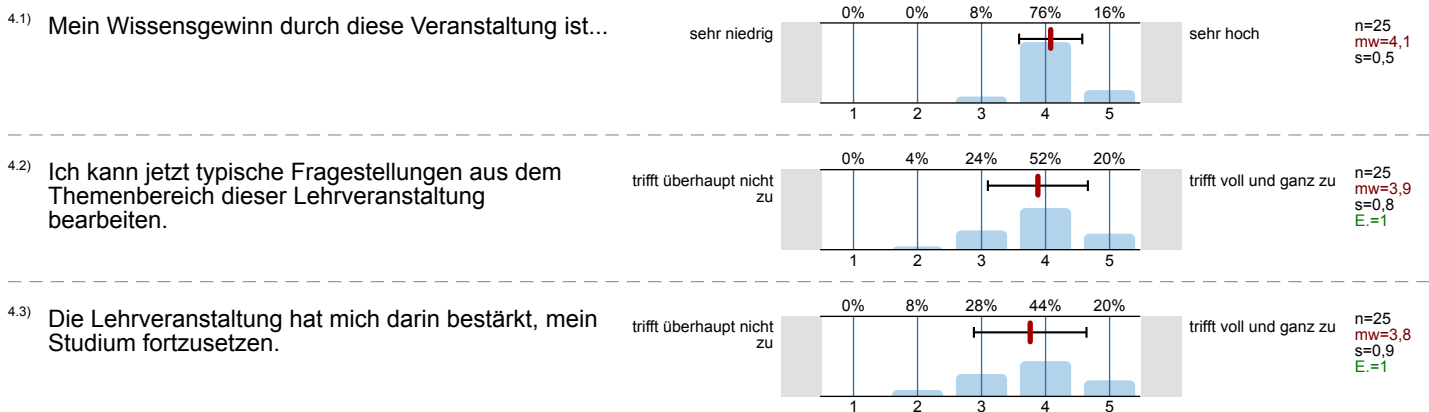 4.1) Mein Wissensgewinn durch diese Veranstaltung ist...
sehr niedrig
0% 0% 8% 76% 16%
1 2 3 4 5
sehr hoch
n=25
mw=4,1
s=0,5
4.2) Ich kann jetzt typische Fragestellungen aus dem
Themenbereich dieser Lehrveranstaltung
bearbeiten.
trifft überhaupt nicht
zu
0% 4% 24% 52% 20%
1 2 3 4 5
trifft voll und ganz zu
n=25
mw=3,9
s=0,8
E.=1
4.3) Die Lehrveranstaltung hat mich darin bestärkt, mein
Studium fortzusetzen.
trifft überhaupt nicht
zu
0% 8% 28% 44% 20%
1 2 3 4 5
trifft voll und ganz zu
n=25
mw=3,8
s=0,9
E.=1